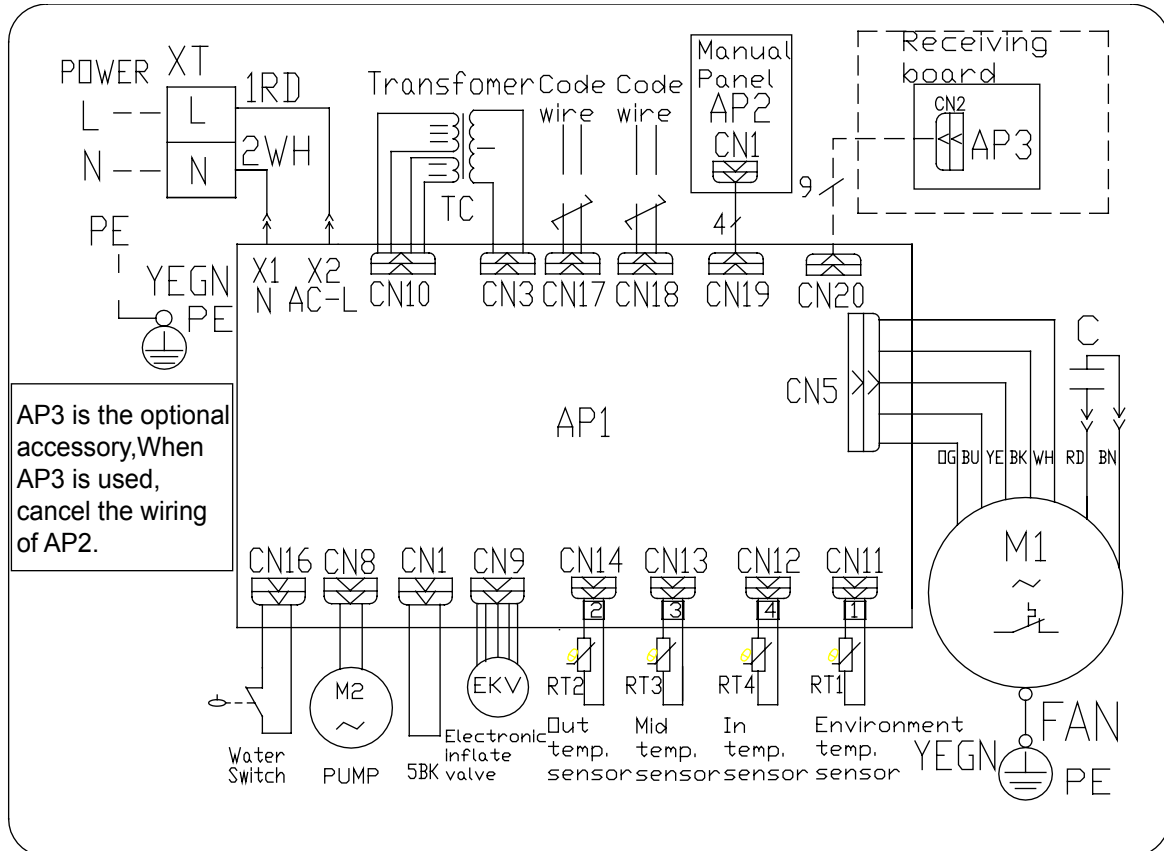 POWER XT
L L 1RD
N N 2WH
PE
YEGN
PE
Transfomer
TC
Code
wire
Code
wire
Manual
Panel
AP2
CN1
4
Receiving
board
CN2
AP3
9
X1 X2
N AC-L
CN10 CN3 CN17 CN18 CN19 CN20
AP3 is the optional
accessory,When
AP3 is used,
cancel the wiring
of AP2.
AP1
CN5
C
OG BU YE BK WH RD BN
M1
~
FAN
YEGN
PE
CN16 CN8 CN1 CN9 CN14 CN13 CN12 CN11
2 3 4 1
θ θ θ θ
RT2 RT3 RT4 RT1
M2
~
EKV
Water
Switch
PUMP
5BK
Electronic
inflate
valve
Out
temp.
sensor
Mid
temp.
sensor
In
temp.
sensor
Environment
temp.
sensor